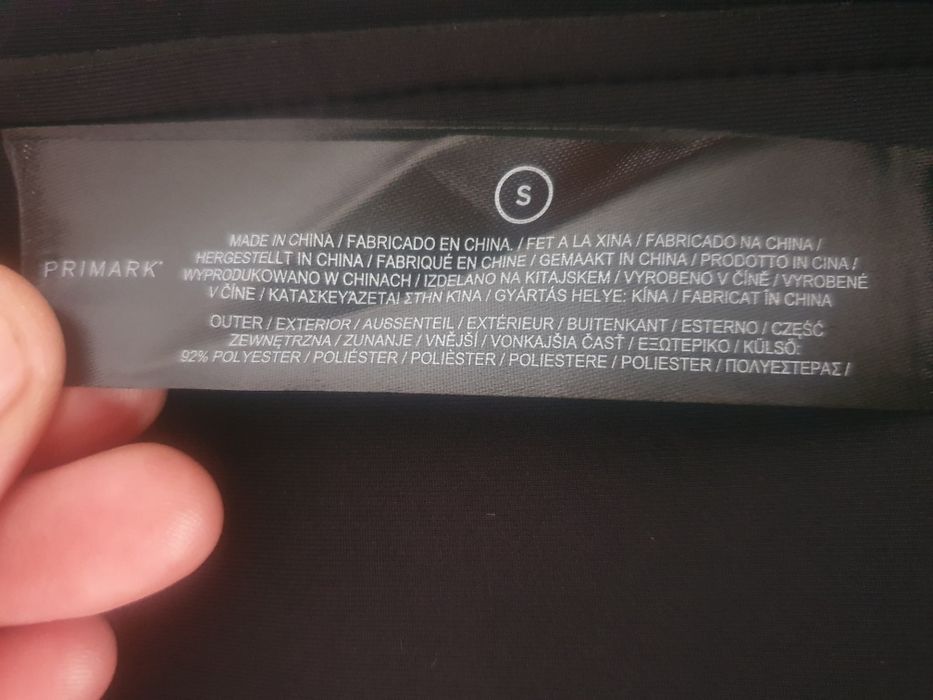 S
MADE IN CHINA / FABRICADO EN CHINA. / FET A LA XINA / FABRICADO NA CHINA /
PRIMARK
HERGESTELLT IN CHINA / FABRIQUÉ EN CHINE / GEMAAKT IN CHINA / PRODOTTO IN CINA /
WYPRODUKOWANO W CHINACH / IZDELANO NA KITAJSKEM / VYROBENO V ČÍNĚ / VYROBENÉ
V ČÍNE / ΚΑΤΑΣΚΕΥΆΖΕΤΑΙ ΣΤΗΝ ΚΊΝΑ / GYÁRTÁS HELYE: KÍNA / FABRICAT ÎN CHINA
OUTER / EXTERIOR / AUSSENTEIL / EXTÉRIEUR / BUITENKANT / ESTERNO / CZĘŚĆ
ZEWNĘTRZNA / ZUNANJE / VNĚJŠÍ / VONKAJŠIA ČASŤ / ΕΞΩΤΕΡΙΚΟ / KÜLSŐ:
92% POLYESTER / POLIÉSTER / POLIÈSTER / POLIESTERE / POLIESTER / ΠΟΛΥΕΣΤΕΡΑΣ /